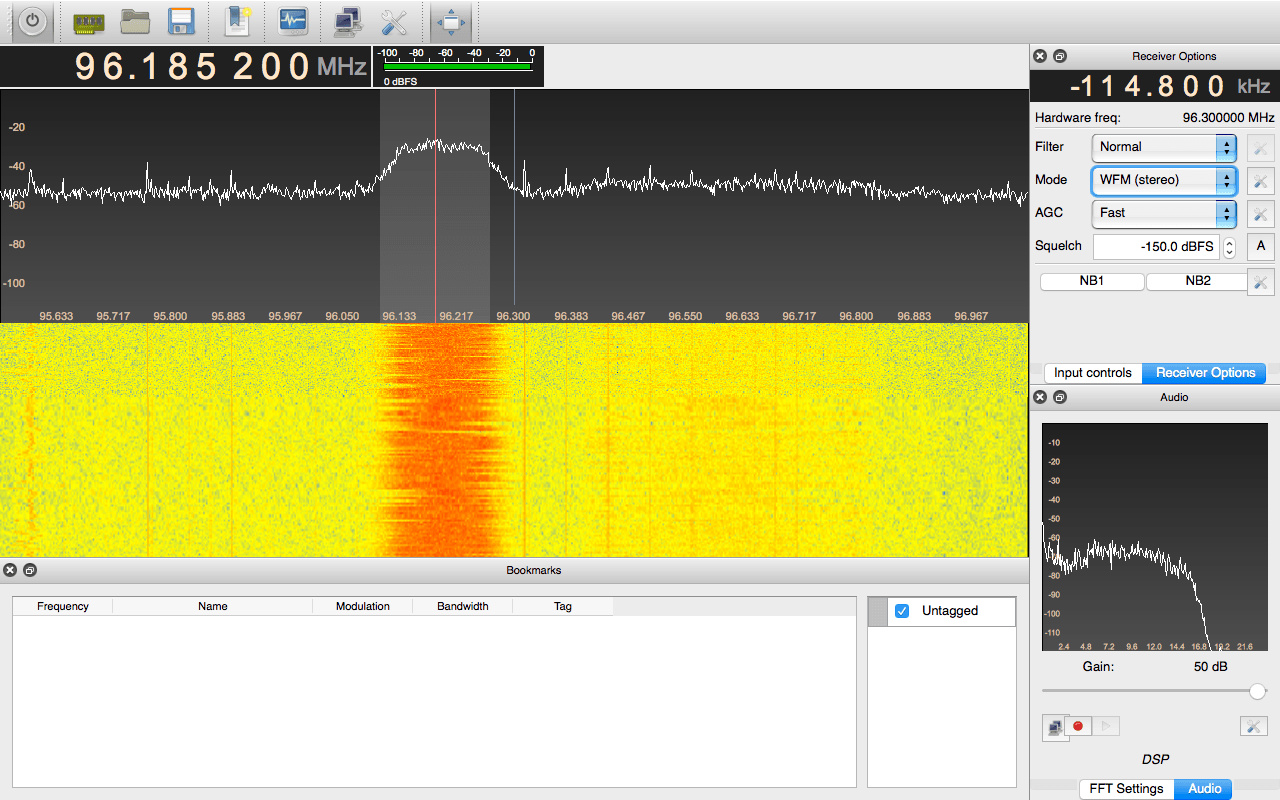 96.185 200 MHz
-100 -80 -60 -40 -20 0
0 dBFS
-20
-40
-60
-80
-100
95.633 95.717 95.800 95.883 95.967 96.050 96.133 96.217 96.300 96.383 96.467 96.550 96.633 96.717 96.800 96.883 96.967
Bookmarks
Frequency Name Modulation Bandwidth Tag
Untagged
Receiver Options
-114.800 kHz
Hardware freq: 96.300000 MHz
Filter Normal
Mode WFM (stereo)
AGC Fast
Squelch -150.0 dBFS A
NB1 NB2
Input controls Receiver Options
Audio
-10
-20
-30
-40
-50
-60
-70
-80
-90
-100
-110
2.4 4.8 7.2 9.6 12.0 14.4 16.8 19.2 21.6
Gain: 50 dB
DSP
FFT Settings Audio